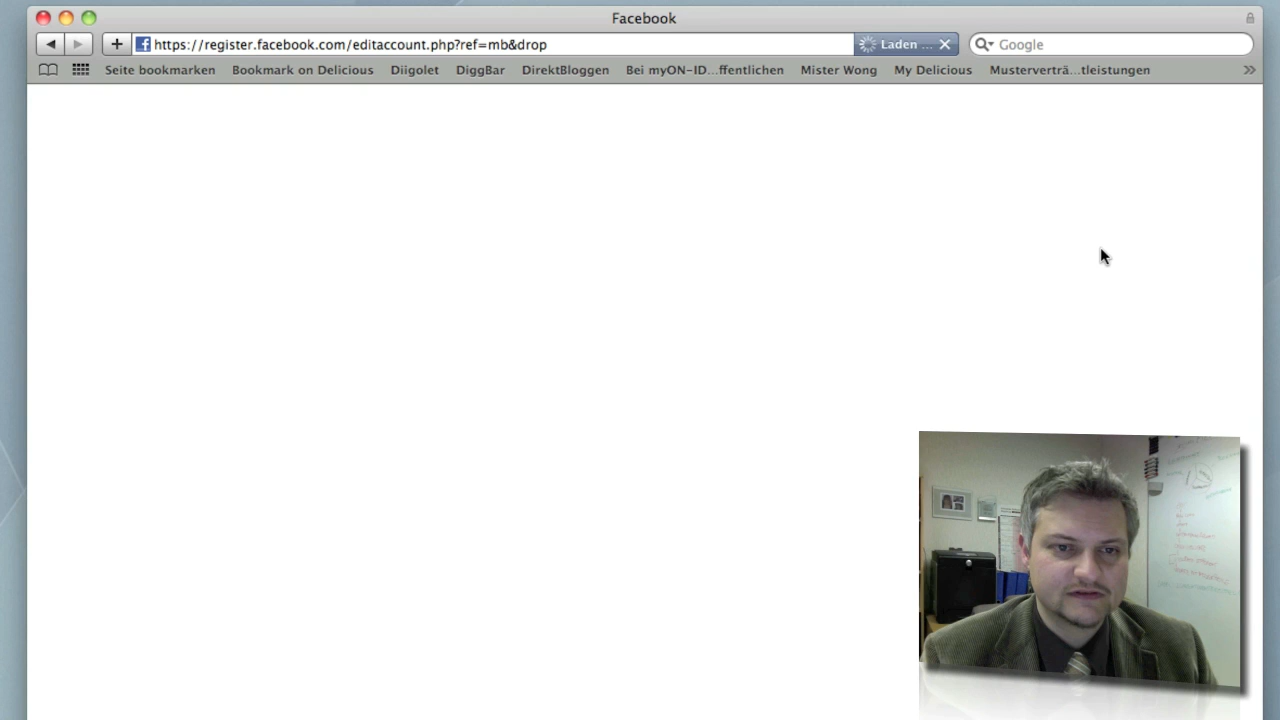 Facebook
https://register.facebook.com/editaccount.php?ref=mb&drop
Laden ...
Google
Seite bookmarken Bookmark on Delicious Diigolet DiggBar DirektBloggen Bei myON-ID...ffentlichen Mister Wong My Delicious Musterverträ...tleistungen